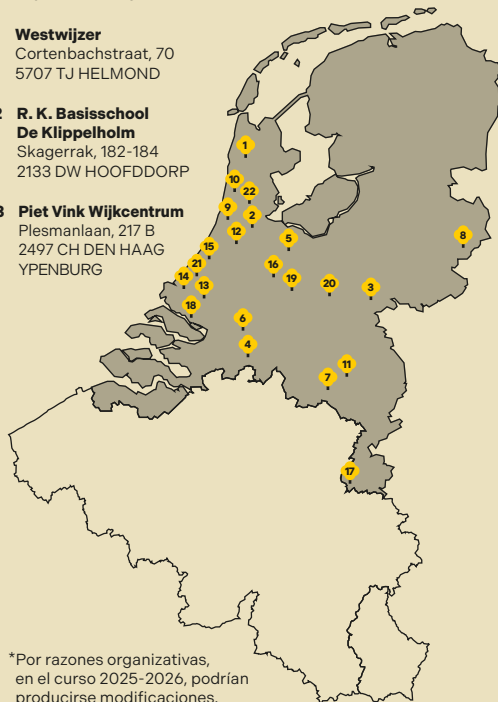 Westwijzer
Cortenbachstraat, 70
5707 TJ HELMOND
2 R. K. Basisschool
De Klippelholm
Skagerrak, 182-184
2133 DW HOOFDDORP
3 Piet Vink Wijkcentrum
Plesmanlaan, 217 B
2497 CH DEN HAAG
YPENBURG
1
10
22
9
2
12
5
8
15
21
16
14
13
19
20
3
18
6
4
11
7
17
*Por razones organizativas,
en el curso 2025-2026, podrían
producirse modificaciones.